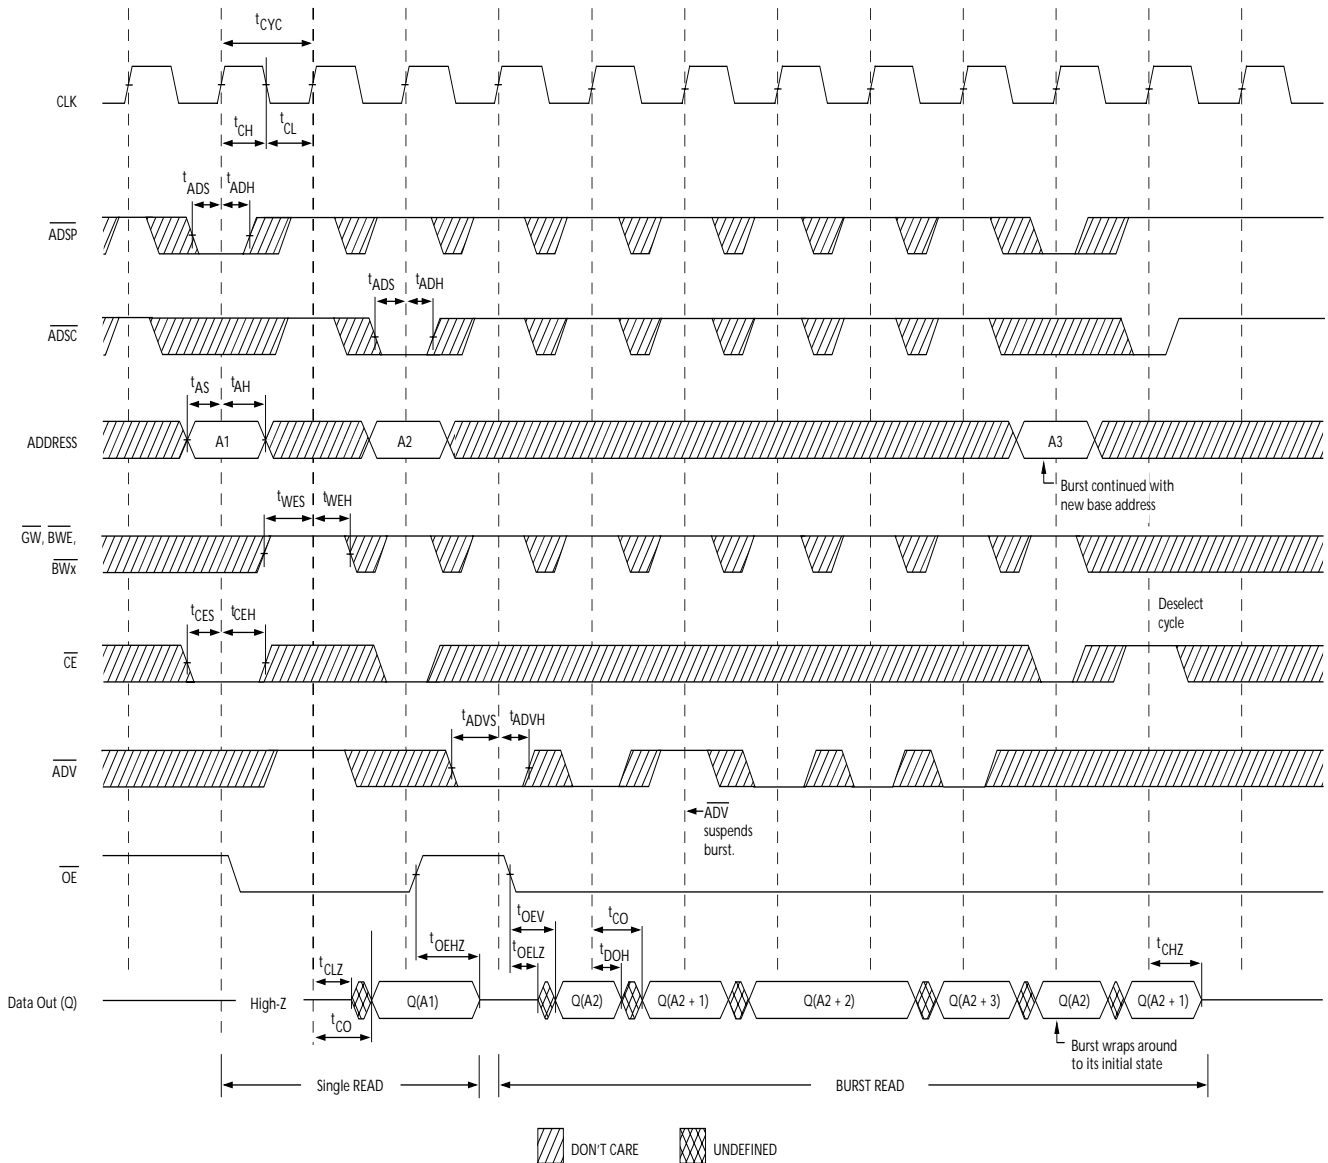 tCYC
CLK
tCH
tCL
tADS
tADH
ADSP
tADS
tADH
ADSC
tAS
tAH
ADDRESS
A1
A2
A3
Burst continued with
new base address
tWES
tWEH
GW, BWE,
BWx
Deselect
cycle
tCES
tCEH
CE
tADVS
tADVH
ADV
ADV
suspends
burst.
OE
tOEV
tCO
tOEHZ
tOELZ
tDOH
tCHZ
tCLZ
Data Out (Q)
High-Z
Q(A1)
Q(A2)
Q(A2 + 1)
Q(A2 + 2)
Q(A2 + 3)
Q(A2)
Q(A2 + 1)
tCO
Burst wraps around
to its initial state
Single READ
BURST READ
DON'T CARE
UNDEFINED